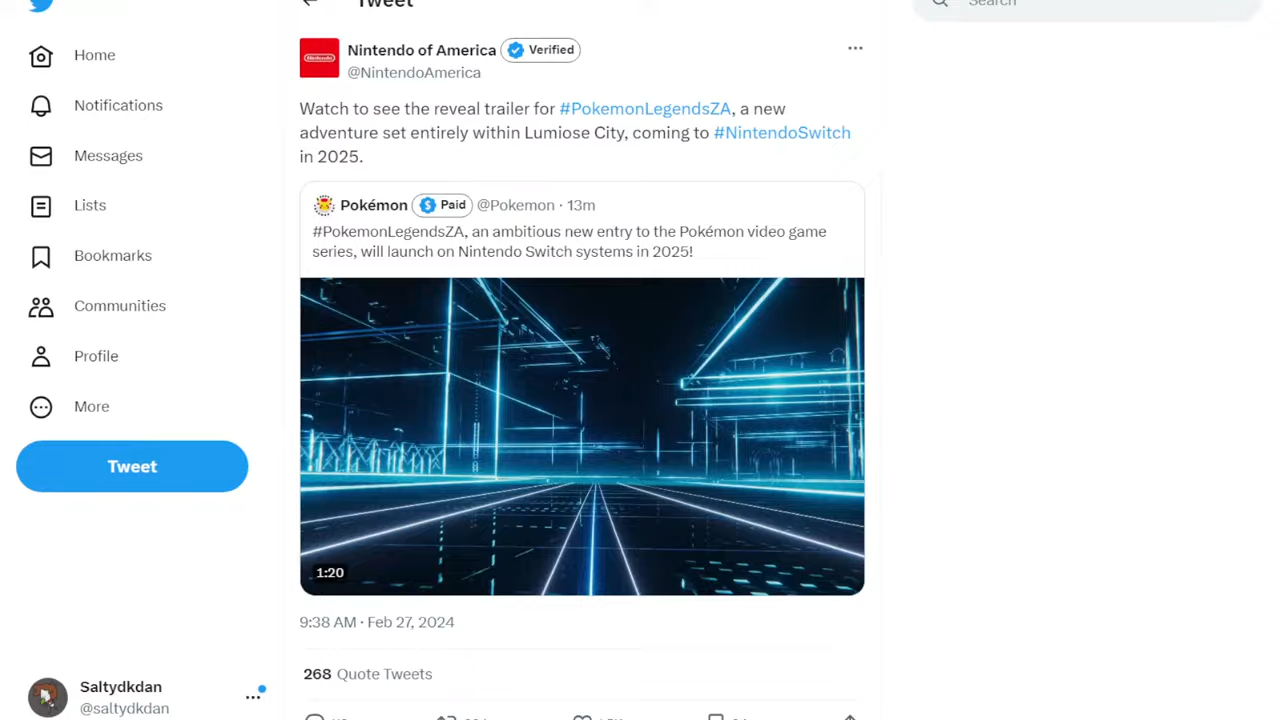 Tweet
Search
Home
Notifications
Messages
Lists
Bookmarks
Communities
Profile
More
Tweet
Saltydkdan
@saltydkdan
Nintendo
Nintendo of America Verified
@NintendoAmerica
Watch to see the reveal trailer for #PokemonLegendsZA, a new
adventure set entirely within Lumiose City, coming to #NintendoSwitch
in 2025.
Pokémon Paid @Pokemon · 13m
#PokemonLegendsZA, an ambitious new entry to the Pokémon video game
series, will launch on Nintendo Switch systems in 2025!
1:20
9:38 AM · Feb 27, 2024
268 Quote Tweets